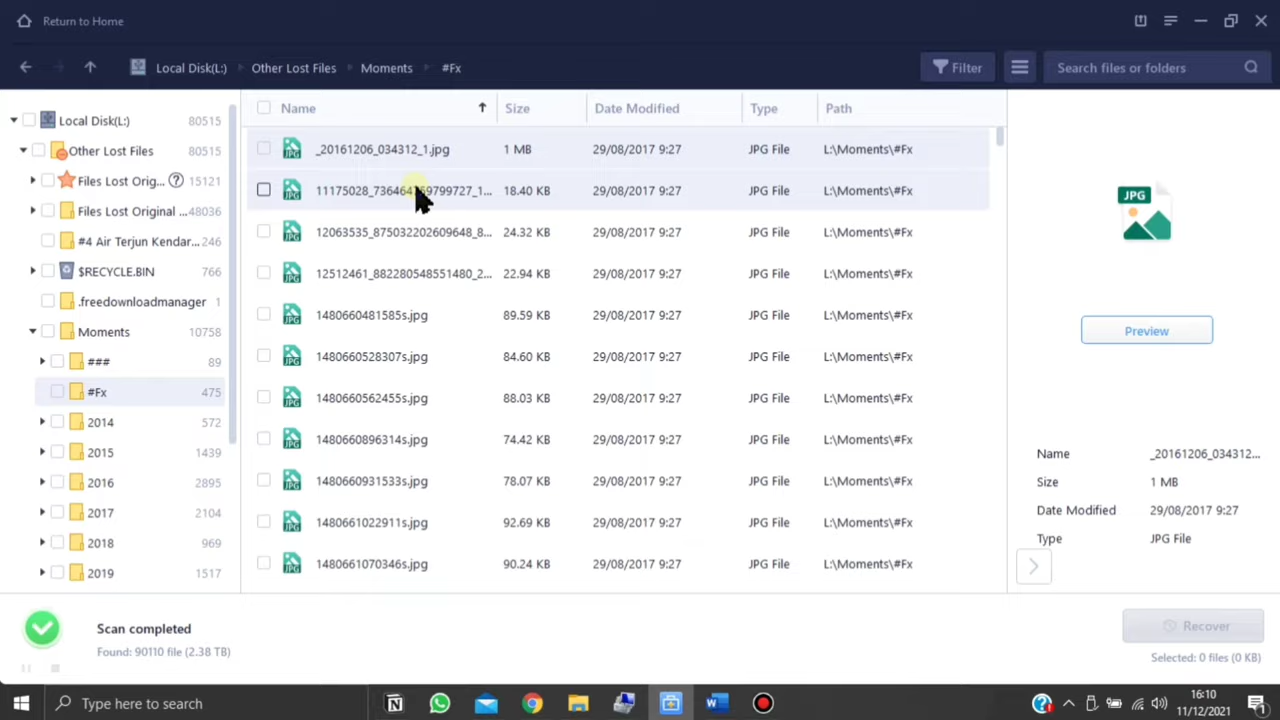 Return to Home
Local Disk(L:) Other Lost Files Moments #Fx
Filter
Search files or folders
Local Disk(L:) 80515
Other Lost Files 80515
Files Lost Orig... ? 15121
Files Lost Original ... 48036
#4 Air Terjun Kendar... 246
$RECYCLE.BIN 766
.freedownloadmanager 1
Moments 10758
### 89
#Fx 475
2014 572
2015 1439
2016 2895
2017 2104
2018 969
2019 1517
Name Size Date Modified Type Path
_20161206_034312_1.jpg 1 MB 29/08/2017 9:27 JPG File L:\Moments\#Fx
18.40 KB 29/08/2017 9:27 JPG File L:\Moments\#Fx
12063535_875032202609648_8... 24.32 KB 29/08/2017 9:27 JPG File L:\Moments\#Fx
12512461_882280548551480_2... 22.94 KB 29/08/2017 9:27 JPG File L:\Moments\#Fx
1480660481585s.jpg 89.59 KB 29/08/2017 9:27 JPG File L:\Moments\#Fx
1480660528307s.jpg 84.60 KB 29/08/2017 9:27 JPG File L:\Moments\#Fx
1480660562455s.jpg 88.03 KB 29/08/2017 9:27 JPG File L:\Moments\#Fx
1480660896314s.jpg 74.42 KB 29/08/2017 9:27 JPG File L:\Moments\#Fx
1480660931533s.jpg 78.07 KB 29/08/2017 9:27 JPG File L:\Moments\#Fx
1480661022911s.jpg 92.69 KB 29/08/2017 9:27 JPG File L:\Moments\#Fx
1480661070346s.jpg 90.24 KB 29/08/2017 9:27 JPG File L:\Moments\#Fx
JPG
Preview
Name _20161206_034312...
Size 1 MB
Date Modified 29/08/2017 9:27
Type JPG File
Scan completed
Found: 90110 file (2.38 TB)
Recover
Selected: 0 files (0 KB)
Type here to search
16:10
11/12/2021